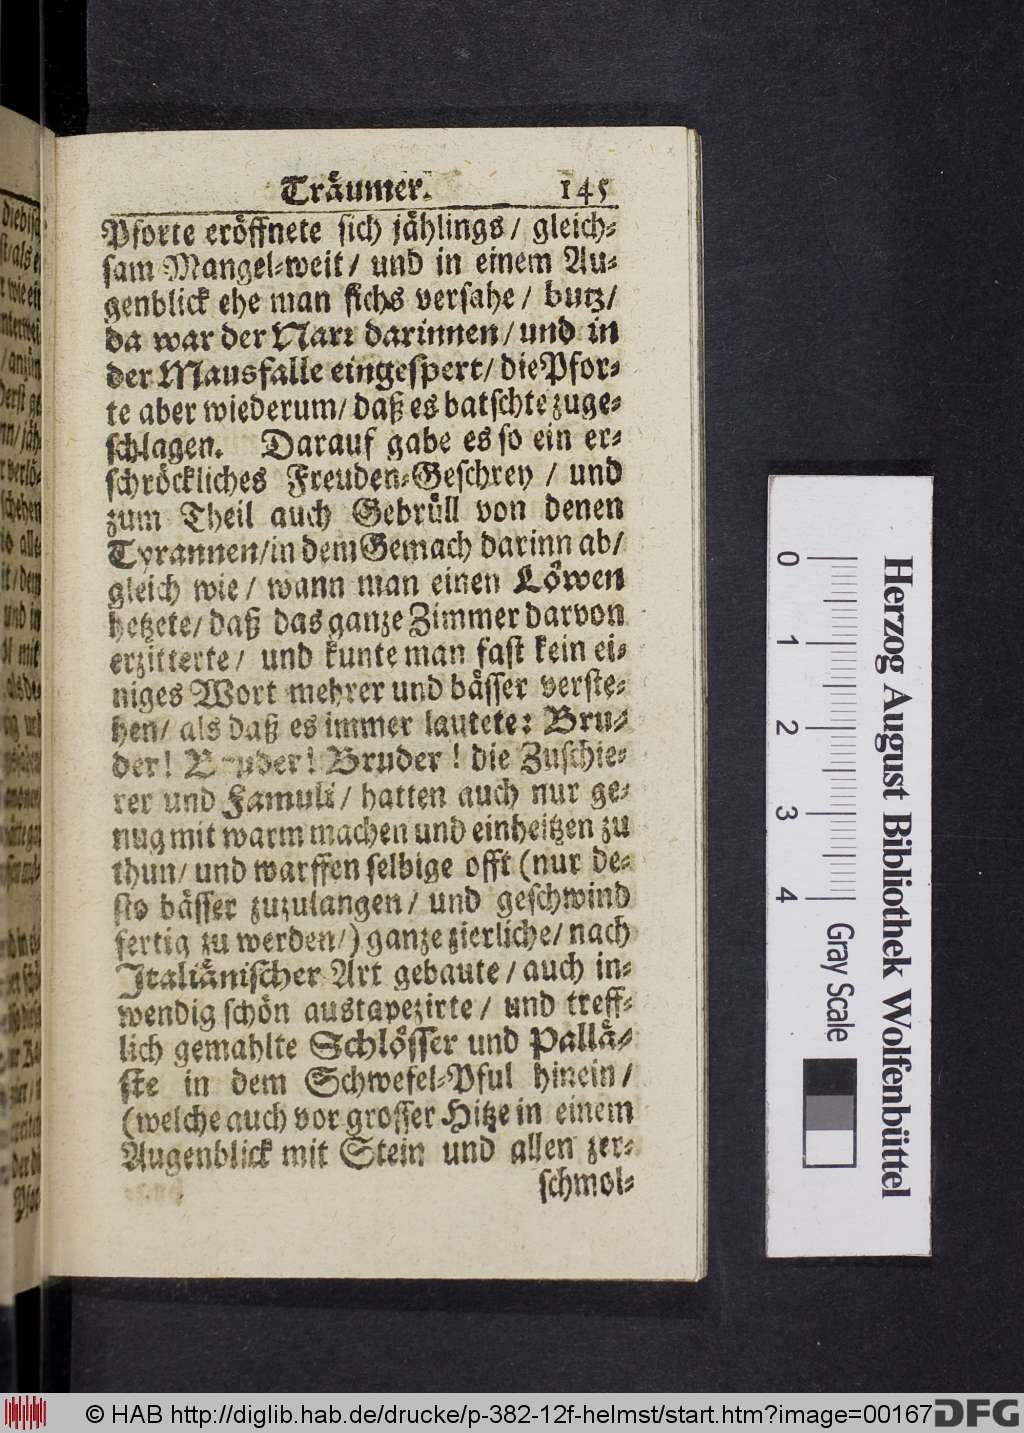 Träumer. 145
Pforte eröffnete sich jählings / gleich-
sam Mangel-weit / und in einem Au-
genblick ehe man sichs versahe / butz /
da war der Narr darinnen / und in
der Mausfalle eingespert / die Pfor-
te aber wiederum / daß es batschte zuge-
schlagen. Darauf gabe es so ein er-
schröckliches Freuden-Geschrey / und
zum Theil auch Gebrüll von denen
Tyrannen / in dem Gemach darinn ab /
gleich wie / wann man einen Löwen
hetzete / daß das ganze Zimmer darvon
erzitterte / und kunte man fast kein ei-
niges Wort mehrer und bässer verste-
hen / als daß es immer lautete: Bru-
der! Bruder! Bruder! die Zuschie-
rer und Famuli / hatten auch nur ge-
nug mit warm machen und einheitzen zu
thun / und warffen selbige offt (nur de-
sto bässer zuzulangen / und geschwind
fertig zu werden /) ganze zierliche / nach
Italiänischer Art gebaute / auch in-
wendig schön austapezirte / und treff-
lich gemahlte Schlösser und Pallä-
ste in dem Schwefel-Pful hinein /
(welche auch vor grosser Hitze in einem
Augenblick mit Stein und allen zer-
schmol-
Herzog August Bibliothek Wolfenbüttel
0 1 2 3 4 Gray Scale
© HAB http://diglib.hab.de/drucke/p-382-12f-helmst/start.htm?image=00167
DFG